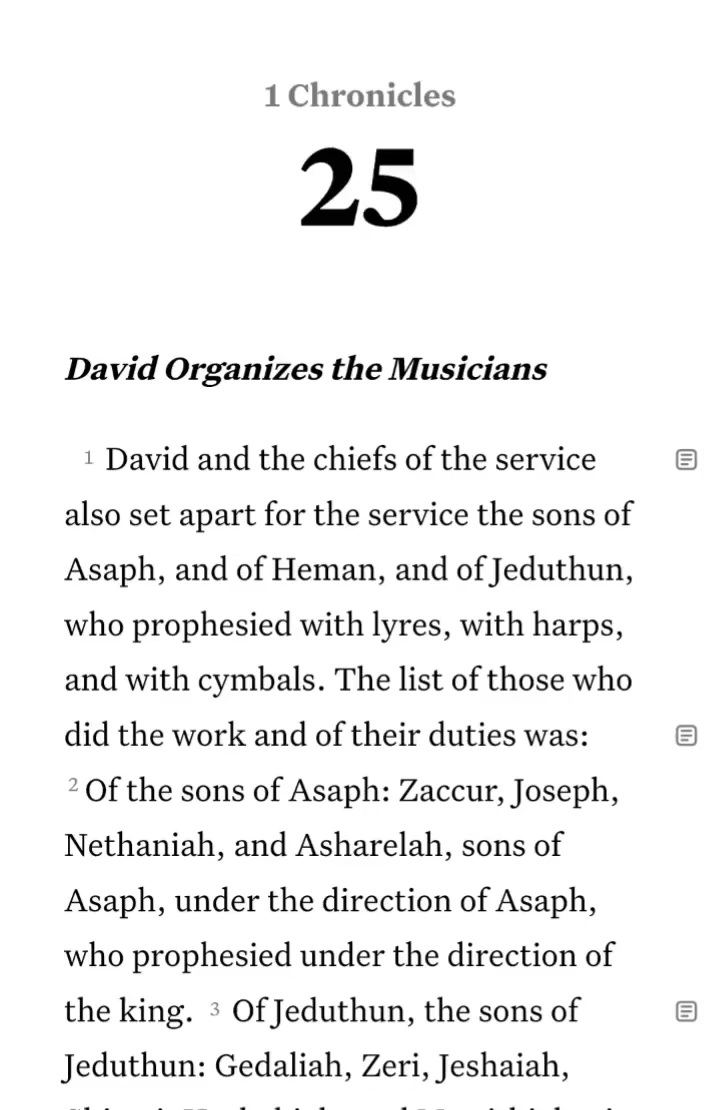 1 Chronicles
25
David Organizes the Musicians
1 David and the chiefs of the service
also set apart for the service the sons of
Asaph, and of Heman, and of Jeduthun,
who prophesied with lyres, with harps,
and with cymbals. The list of those who
did the work and of their duties was:
2 Of the sons of Asaph: Zaccur, Joseph,
Nethaniah, and Asharelah, sons of
Asaph, under the direction of Asaph,
who prophesied under the direction of
the king. 3 Of Jeduthun, the sons of
Jeduthun: Gedaliah, Zeri, Jeshaiah,